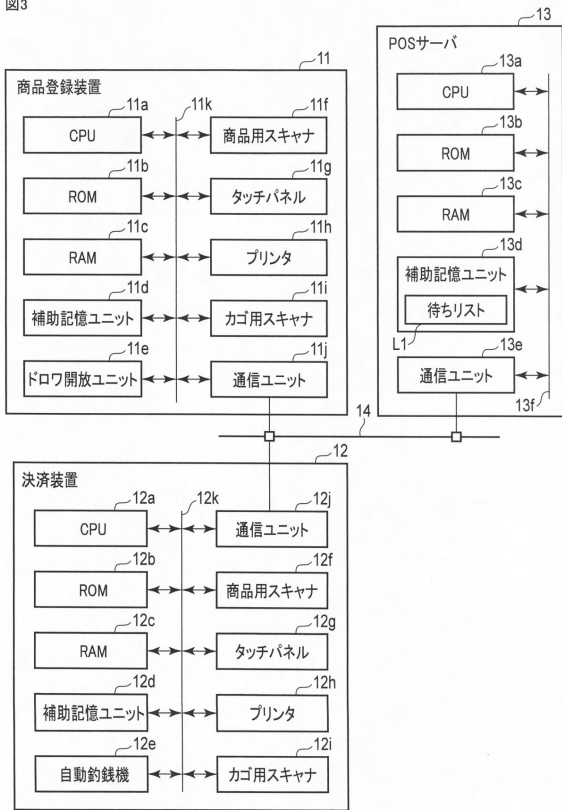 図3
11
商品登録装置
11a
11k
11f
CPU
商品用スキャナ
11b
11g
ROM
タッチパネル
11c
11h
RAM
プリンタ
11d
11i
補助記憶ユニット
カゴ用スキャナ
11e
11j
ドロワ開放ユニット
通信ユニット
13
POSサーバ
13a
CPU
13b
ROM
13c
RAM
13d
補助記憶ユニット
待ちリスト
L1
13e
通信ユニット
13f
14
12
決済装置
12a
12k
12j
CPU
通信ユニット
12b
12f
ROM
商品用スキャナ
12c
12g
RAM
タッチパネル
12d
12h
補助記憶ユニット
プリンタ
12e
12i
自動釣銭機
カゴ用スキャナ